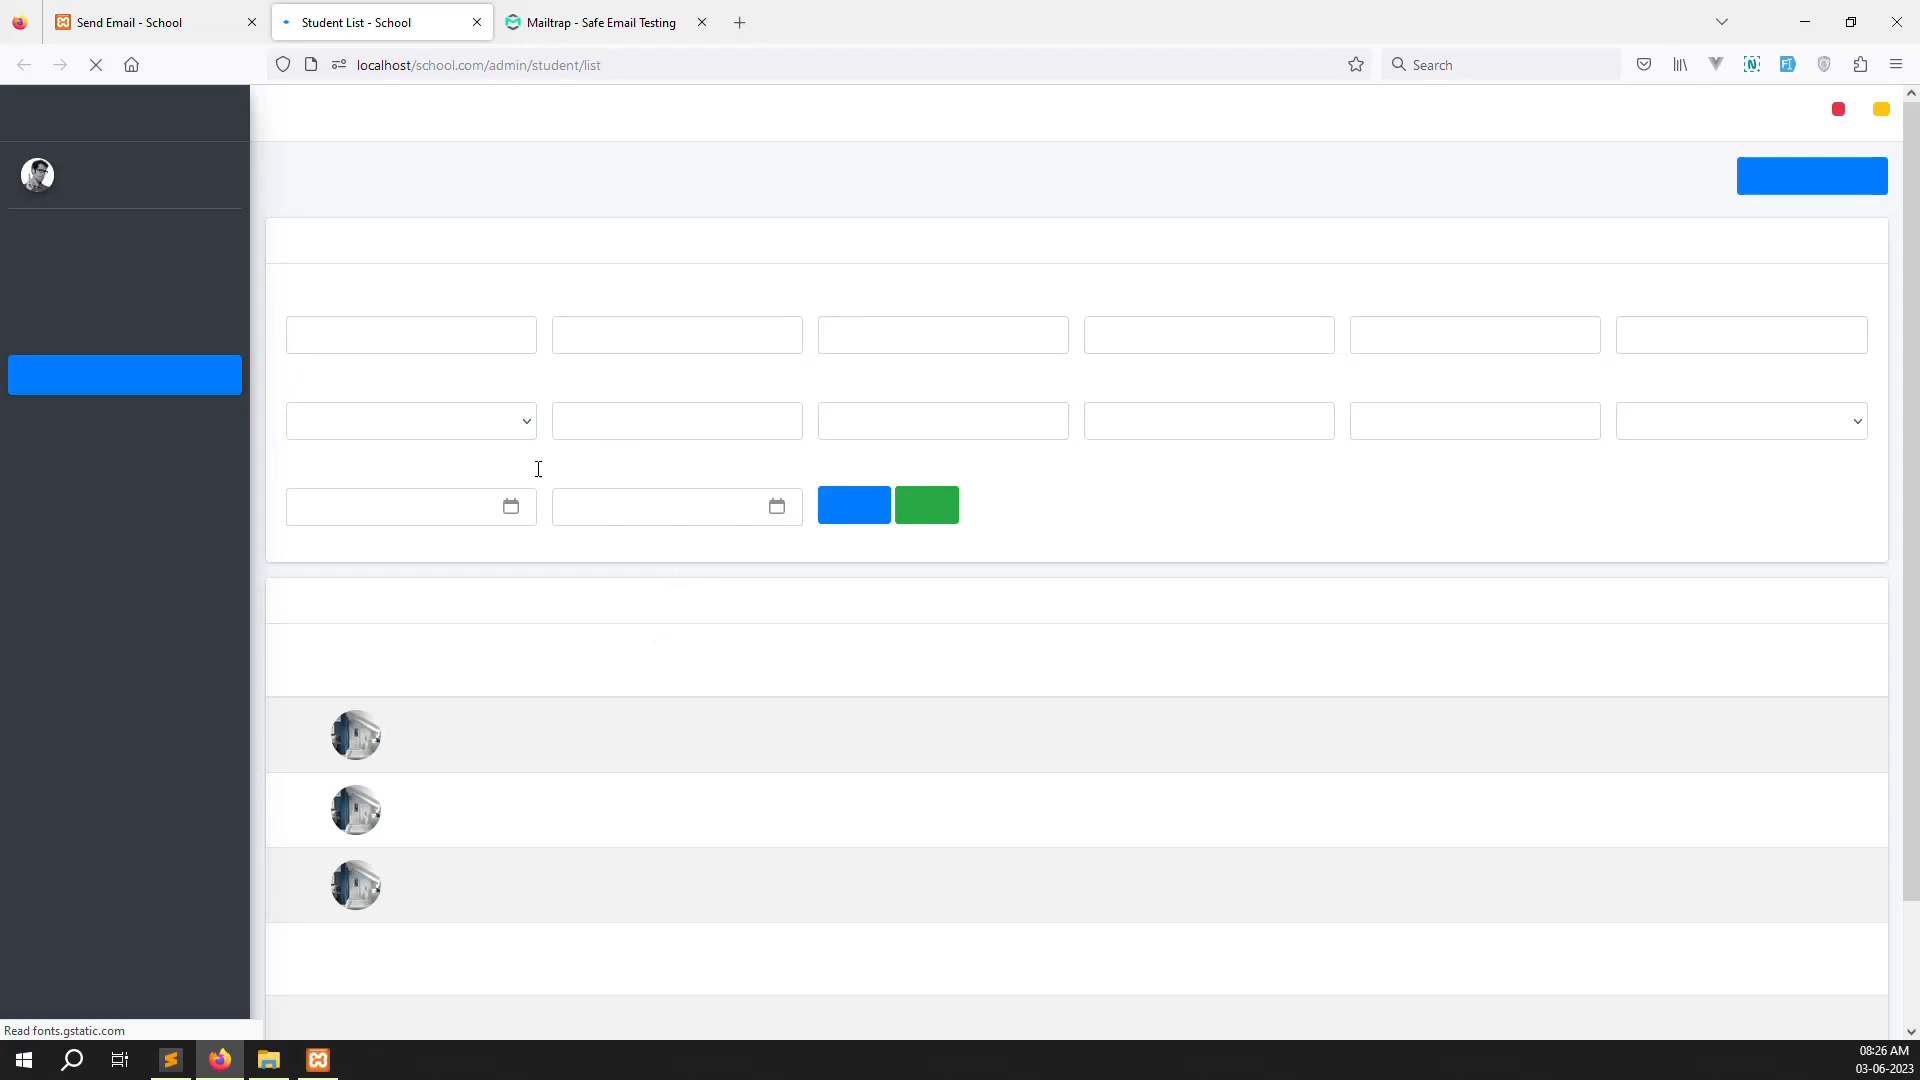 Send Email - School
Student List - School
Mailtrap - Safe Email Testing
localhost/school.com/admin/student/list
Search
Read fonts.gstatic.com
08:26 AM
03-06-2023